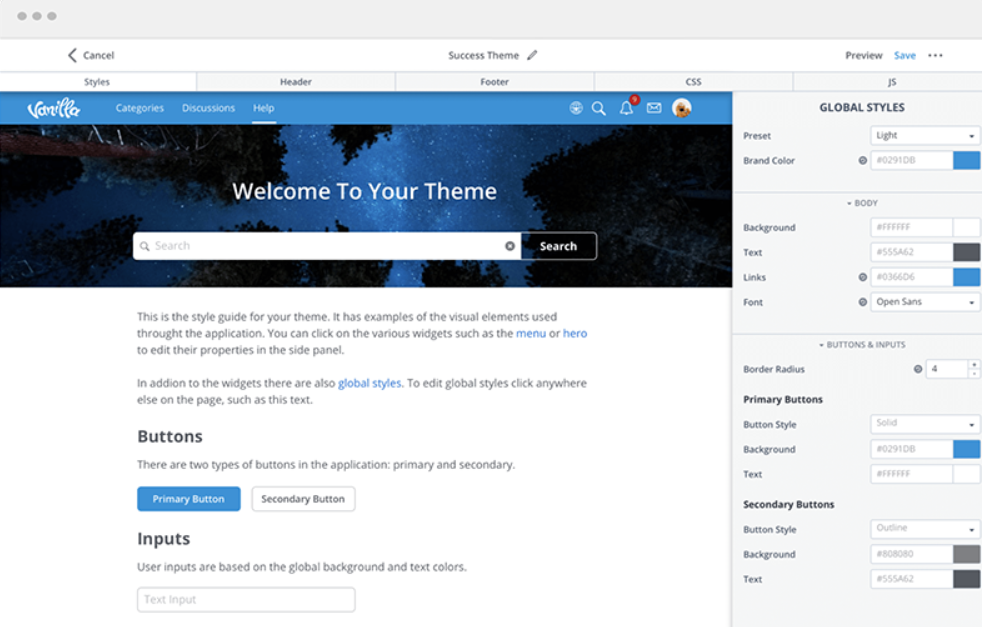 Cancel
Success Theme
Preview Save
Styles Header Footer CSS JS
Vanilla Categories Discussions Help
9
Welcome To Your Theme
Search
Search
This is the style guide for your theme. It has examples of the visual elements used
throught the application. You can click on the various widgets such as the menu or hero
to edit their properties in the side panel.
In addion to the widgets there are also global styles. To edit global styles click anywhere
else on the page, such as this text.
Buttons
There are two types of buttons in the application: primary and secondary.
Primary Button Secondary Button
Inputs
User inputs are based on the global background and text colors.
Text Input
GLOBAL STYLES
Preset Light
Brand Color #0291DB
BODY
Background #FFFFFF
Text #555A62
Links #0366D6
Font Open Sans
BUTTONS & INPUTS
Border Radius 4
Primary Buttons
Button Style Solid
Background #0291DB
Text #FFFFFF
Secondary Buttons
Button Style Outline
Background #808080
Text #555A62